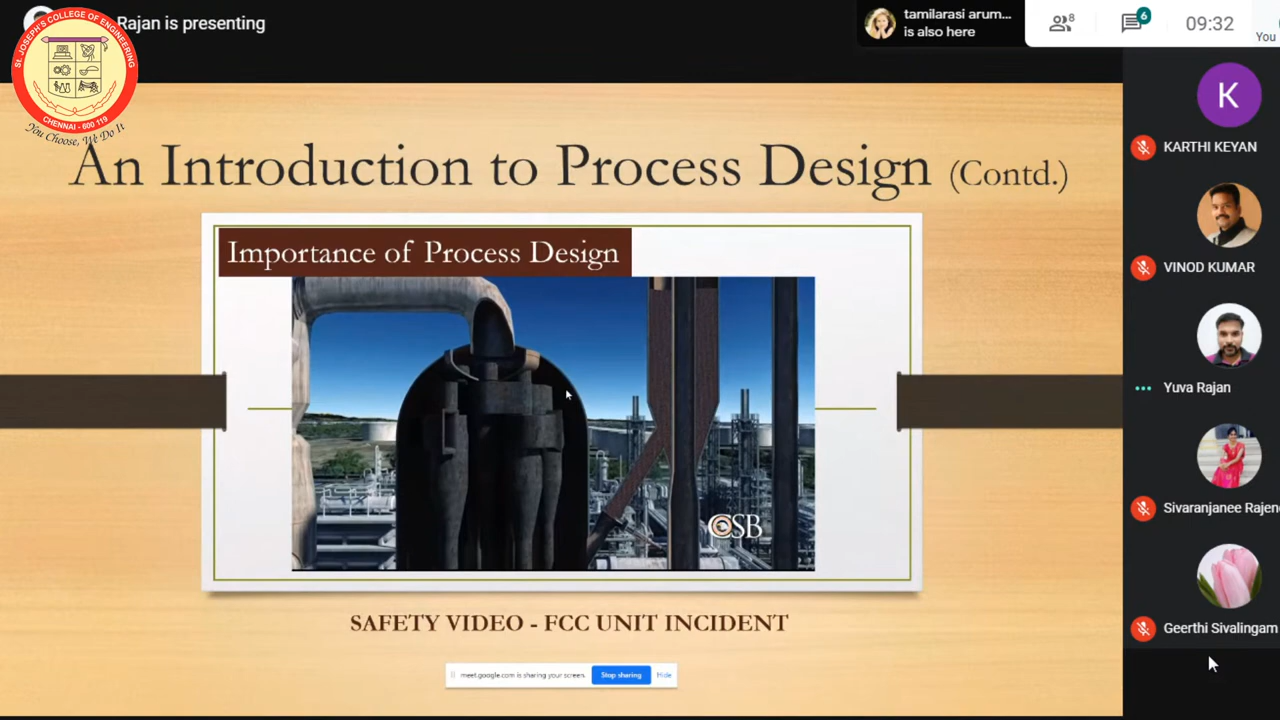 Rajan is presenting
tamilarasi arum...
is also here
8
6
09:32
You
ST. JOSEPH'S COLLEGE OF ENGINEERING
CHENNAI - 600 119
You Choose, We Do It
An Introduction to Process Design (Contd.)
Importance of Process Design
CSB
SAFETY VIDEO - FCC UNIT INCIDENT
meet.google.com is sharing your screen.
Stop sharing
Hide
K
KARTHI KEYAN
VINOD KUMAR
Yuva Rajan
Sivaranjanee Rajen
Geerthi Sivalingam